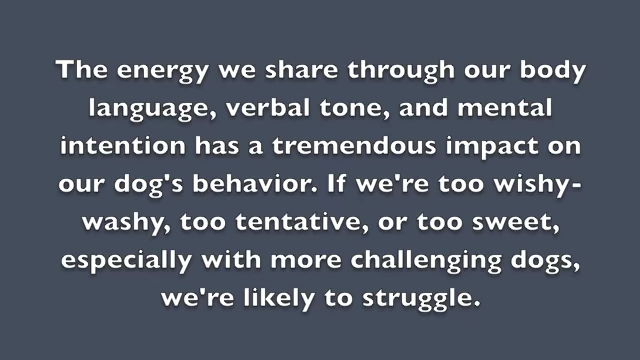 The energy we share through our body
language, verbal tone, and mental
intention has a tremendous impact on
our dog's behavior. If we're too wishy-
washy, too tentative, or too sweet,
especially with more challenging dogs,
we're likely to struggle.